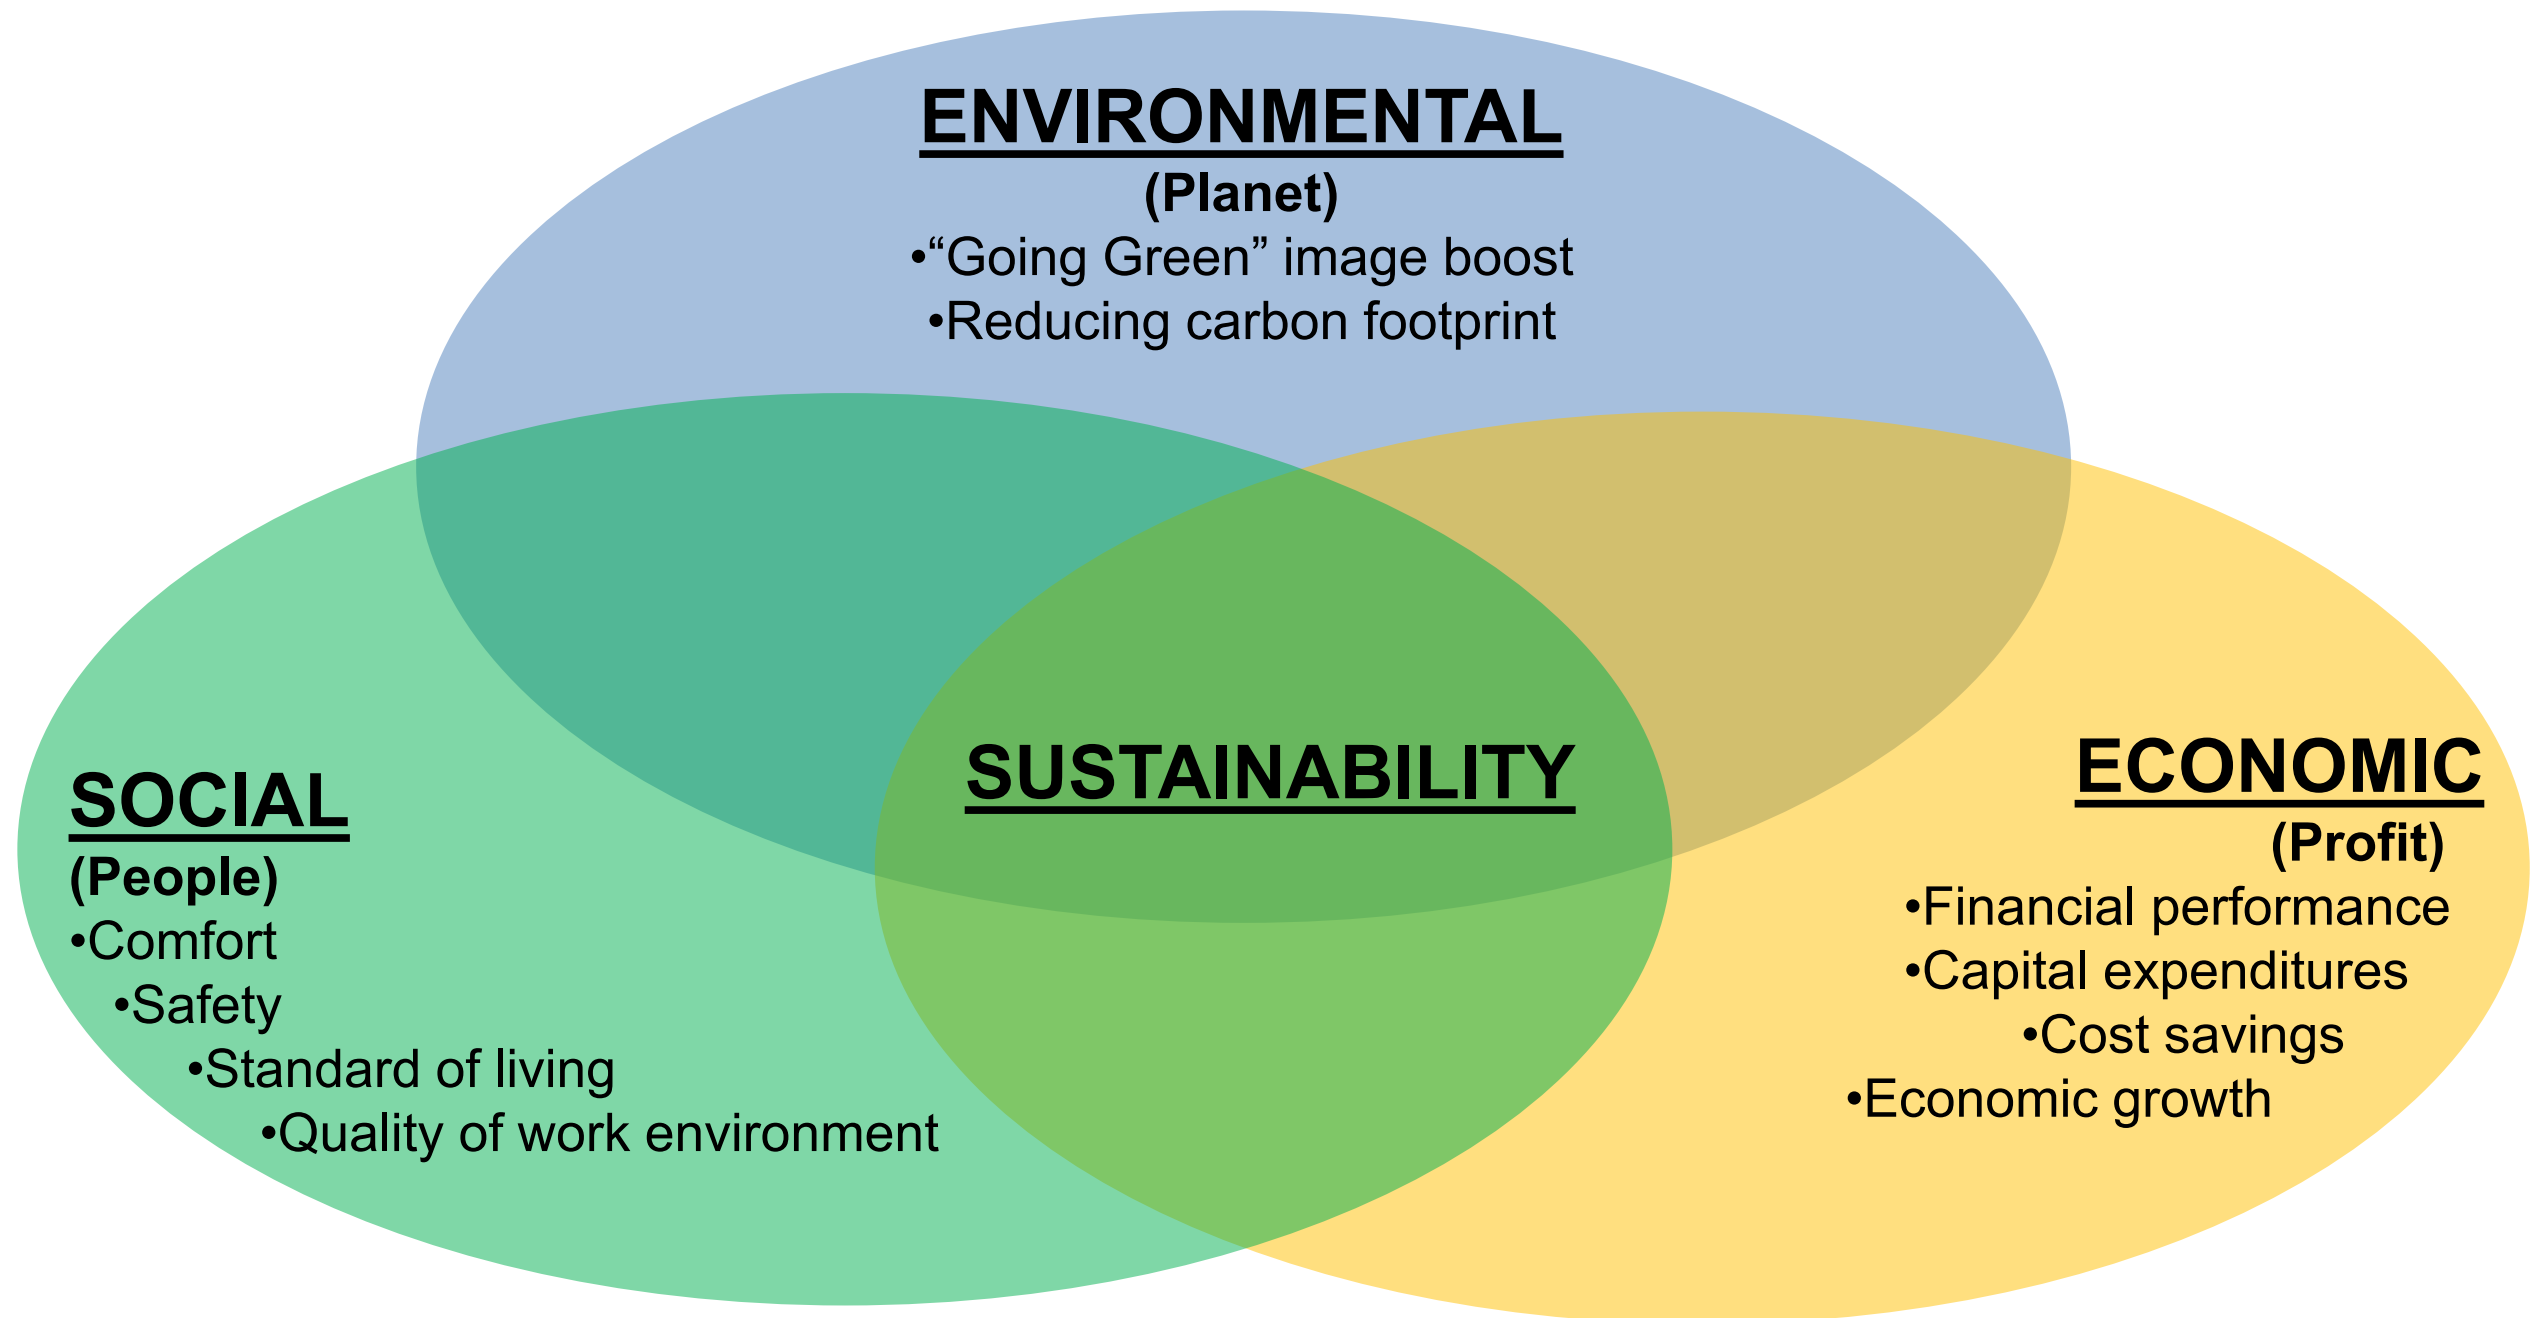 ENVIRONMENTAL
(Planet)
•“Going Green” image boost
•Reducing carbon footprint
SUSTAINABILITY
SOCIAL
(People)
•Comfort
•Safety
•Standard of living
•Quality of work environment
ECONOMIC
(Profit)
•Financial performance
•Capital expenditures
•Cost savings
•Economic growth